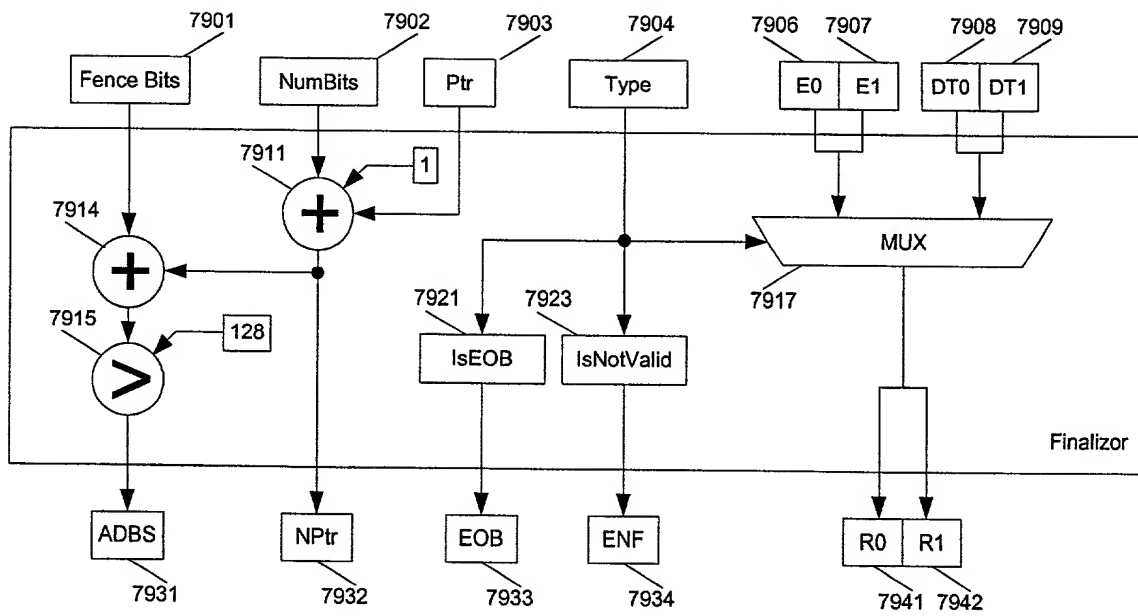 7901
7902
7903
7904
7906
7907
7908
7909
Fence Bits
NumBits
Ptr
Type
E0
E1
DT0
DT1
7911
1
+
7914
+
MUX
7917
7915
128
>
7921
7923
IsEOB
IsNotValid
Finalizor
ADBS
NPtr
EOB
ENF
R0
R1
7931
7932
7933
7934
7941
7942